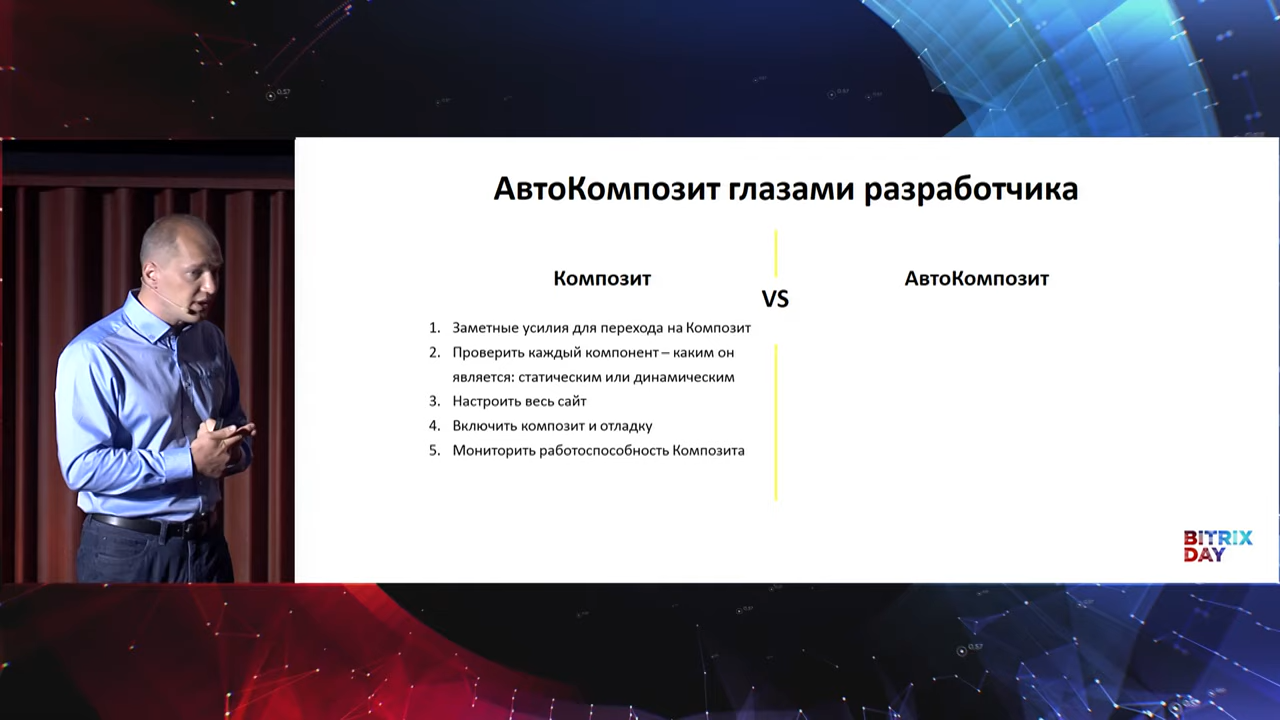 АвтоКомпозит глазами разработчика
Композит
VS
АвтоКомпозит
1. Заметные усилия для перехода на Композит
2. Проверить каждый компонент – каким он
является: статическим или динамическим
3. Настроить весь сайт
4. Включить композит и отладку
5. Мониторить работоспособность Композита
BITRIX
DAY